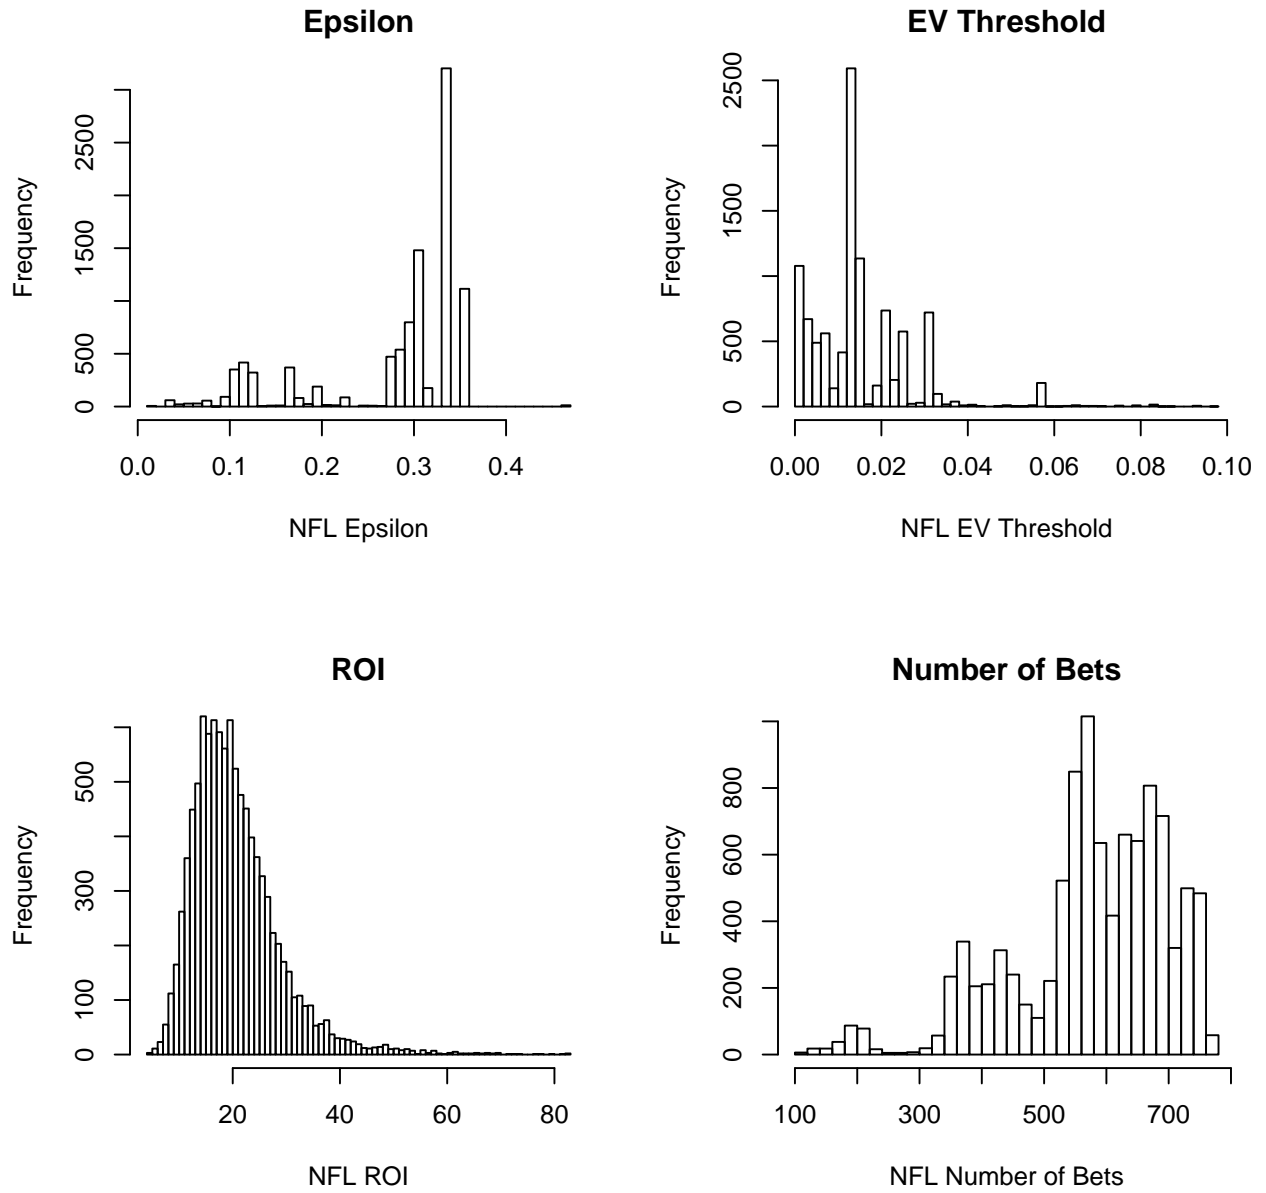 Epsilon
Frequency
0
500
1500
2500
0.0 0.1 0.2 0.3 0.4
NFL Epsilon
EV Threshold
Frequency
0
500
1500
2500
0.00 0.02 0.04 0.06 0.08 0.10
NFL EV Threshold
ROI
Frequency
0
100
300
500
20 40 60 80
NFL ROI
Number of Bets
Frequency
0
200
400
600
800
100 300 500 700
NFL Number of Bets